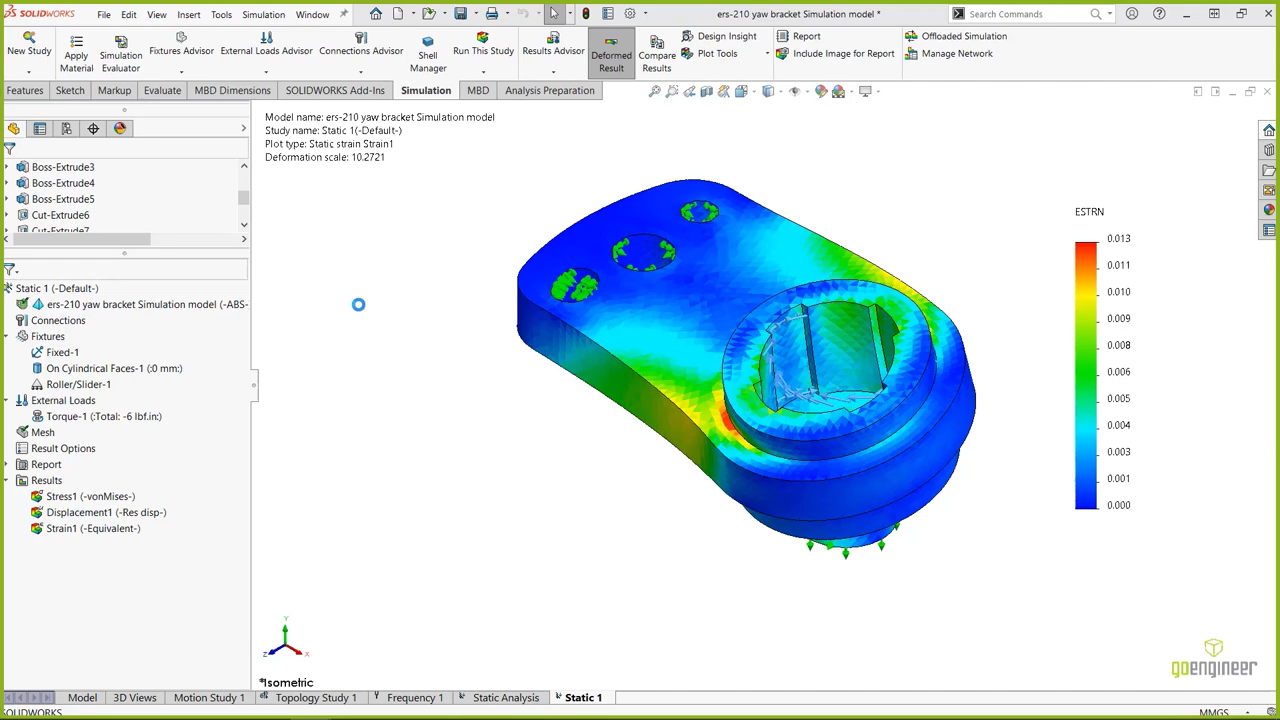 SOLIDWORKS
File Edit View Insert Tools Simulation Window
ers-210 yaw bracket Simulation model *
Search Commands
New Study
Apply Material
Simulation Evaluator
Fixtures Advisor
External Loads Advisor
Connections Advisor
Shell Manager
Run This Study
Results Advisor
Deformed Result
Compare Results
Design Insight
Plot Tools
Report
Include Image for Report
Offloaded Simulation
Manage Network
Features Sketch Markup Evaluate MBD Dimensions SOLIDWORKS Add-Ins Simulation MBD Analysis Preparation
Boss-Extrude3
Boss-Extrude4
Boss-Extrude5
Cut-Extrude6
Cut-Extrude7
Static 1 (-Default-)
ers-210 yaw bracket Simulation model (-ABS-
Connections
Fixtures
Fixed-1
On Cylindrical Faces-1 (:0 mm:)
Roller/Slider-1
External Loads
Torque-1 (:Total: -6 lbf.in:)
Mesh
Result Options
Report
Results
Stress1 (-vonMises-)
Displacement1 (-Res disp-)
Strain1 (-Equivalent-)
Model name: ers-210 yaw bracket Simulation model
Study name: Static 1(-Default-)
Plot type: Static strain Strain1
Deformation scale: 10.2721
ESTRN
0.013
0.011
0.010
0.009
0.008
0.006
0.005
0.004
0.003
0.001
0.000
Y
Z
X
*Isometric
goengineer
Model 3D Views Motion Study 1 Topology Study 1 Frequency 1 Static Analysis Static 1
SOLIDWORKS
MMGS